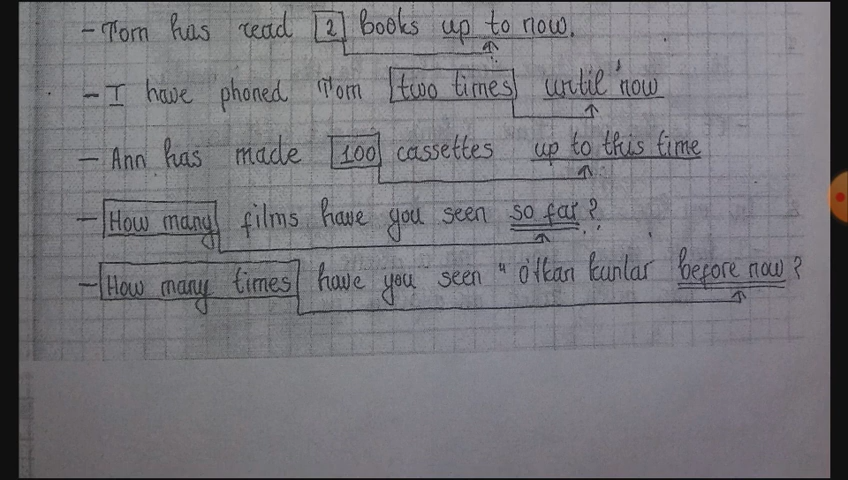 - Tom has read 2 books up to now.
- I have phoned Tom two times until now
- Ann has made 100 cassettes up to this time
- How many films have you seen so far?
- How many times have you seen "O'tkan kunlar before now?